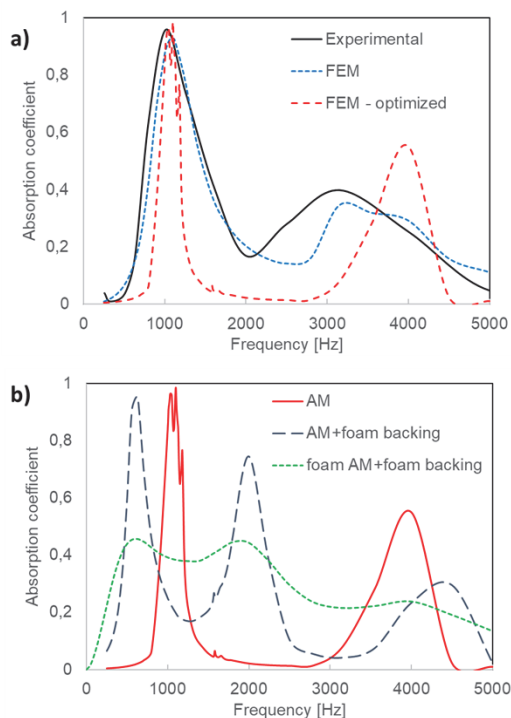 a)
Absorption coefficient
1
0,8
0,6
0,4
0,2
0
Experimental
FEM
FEM - optimized
0 1000 2000 3000 4000 5000
Frequency [Hz]
b)
Absorption coefficient
1
0,8
0,6
0,4
0,2
0
AM
AM+foam backing
foam AM+foam backing
0 1000 2000 3000 4000 5000
Frequency [Hz]